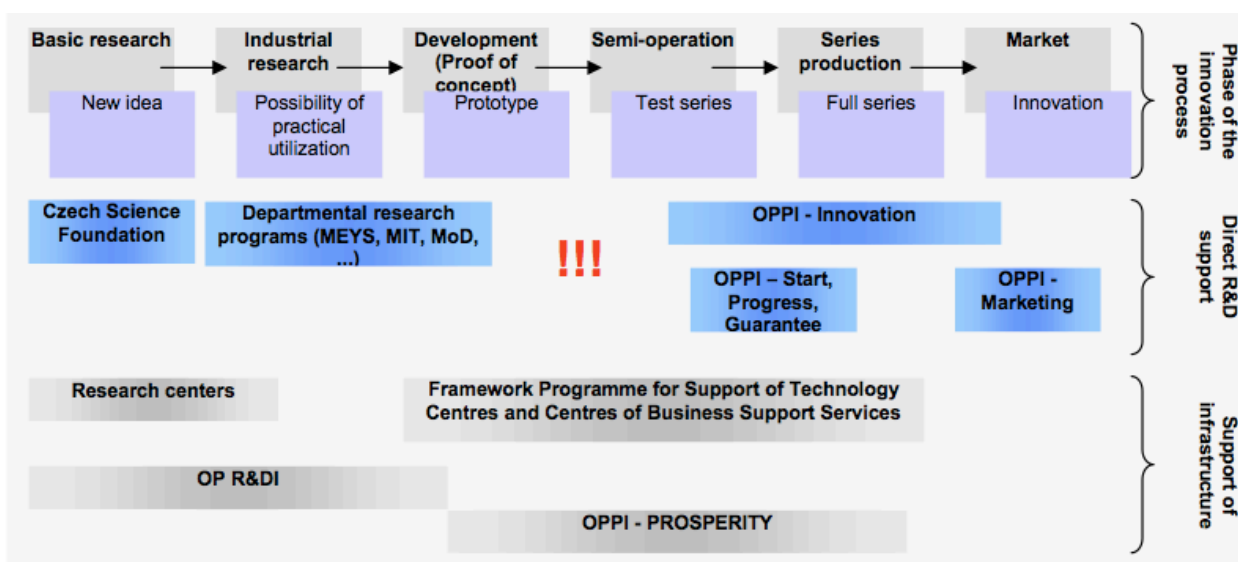 Basic research
Industrial
research
Development
(Proof of
concept)
Semi-operation
Series
production
Market
New idea
Possibility of
practical
utilization
Prototype
Test series
Full series
Innovation
Phase of the
innovation
process
Czech Science
Foundation
Departmental research
programs (MEYS, MIT, MoD,
...)
!!!
OPPI - Innovation
OPPI – Start,
Progress,
Guarantee
OPPI -
Marketing
Direct R&D
support
Research centers
Framework Programme for Support of Technology
Centres and Centres of Business Support Services
OP R&DI
OPPI - PROSPERITY
Support of
infrastructure